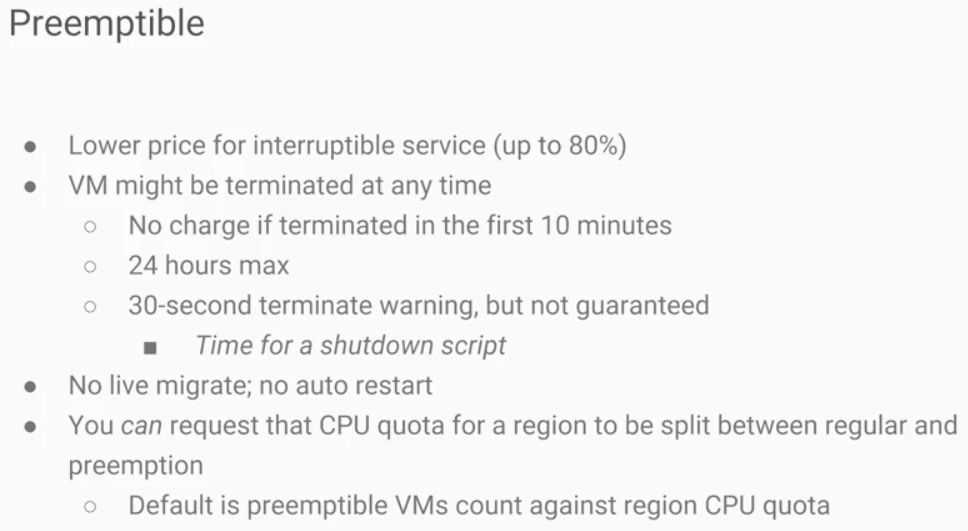 Preemptible
● Lower price for interruptible service (up to 80%)
● VM might be terminated at any time
○ No charge if terminated in the first 10 minutes
○ 24 hours max
○ 30-second terminate warning, but not guaranteed
■ Time for a shutdown script
● No live migrate; no auto restart
● You can request that CPU quota for a region to be split between regular and
preemption
○ Default is preemptible VMs count against region CPU quota